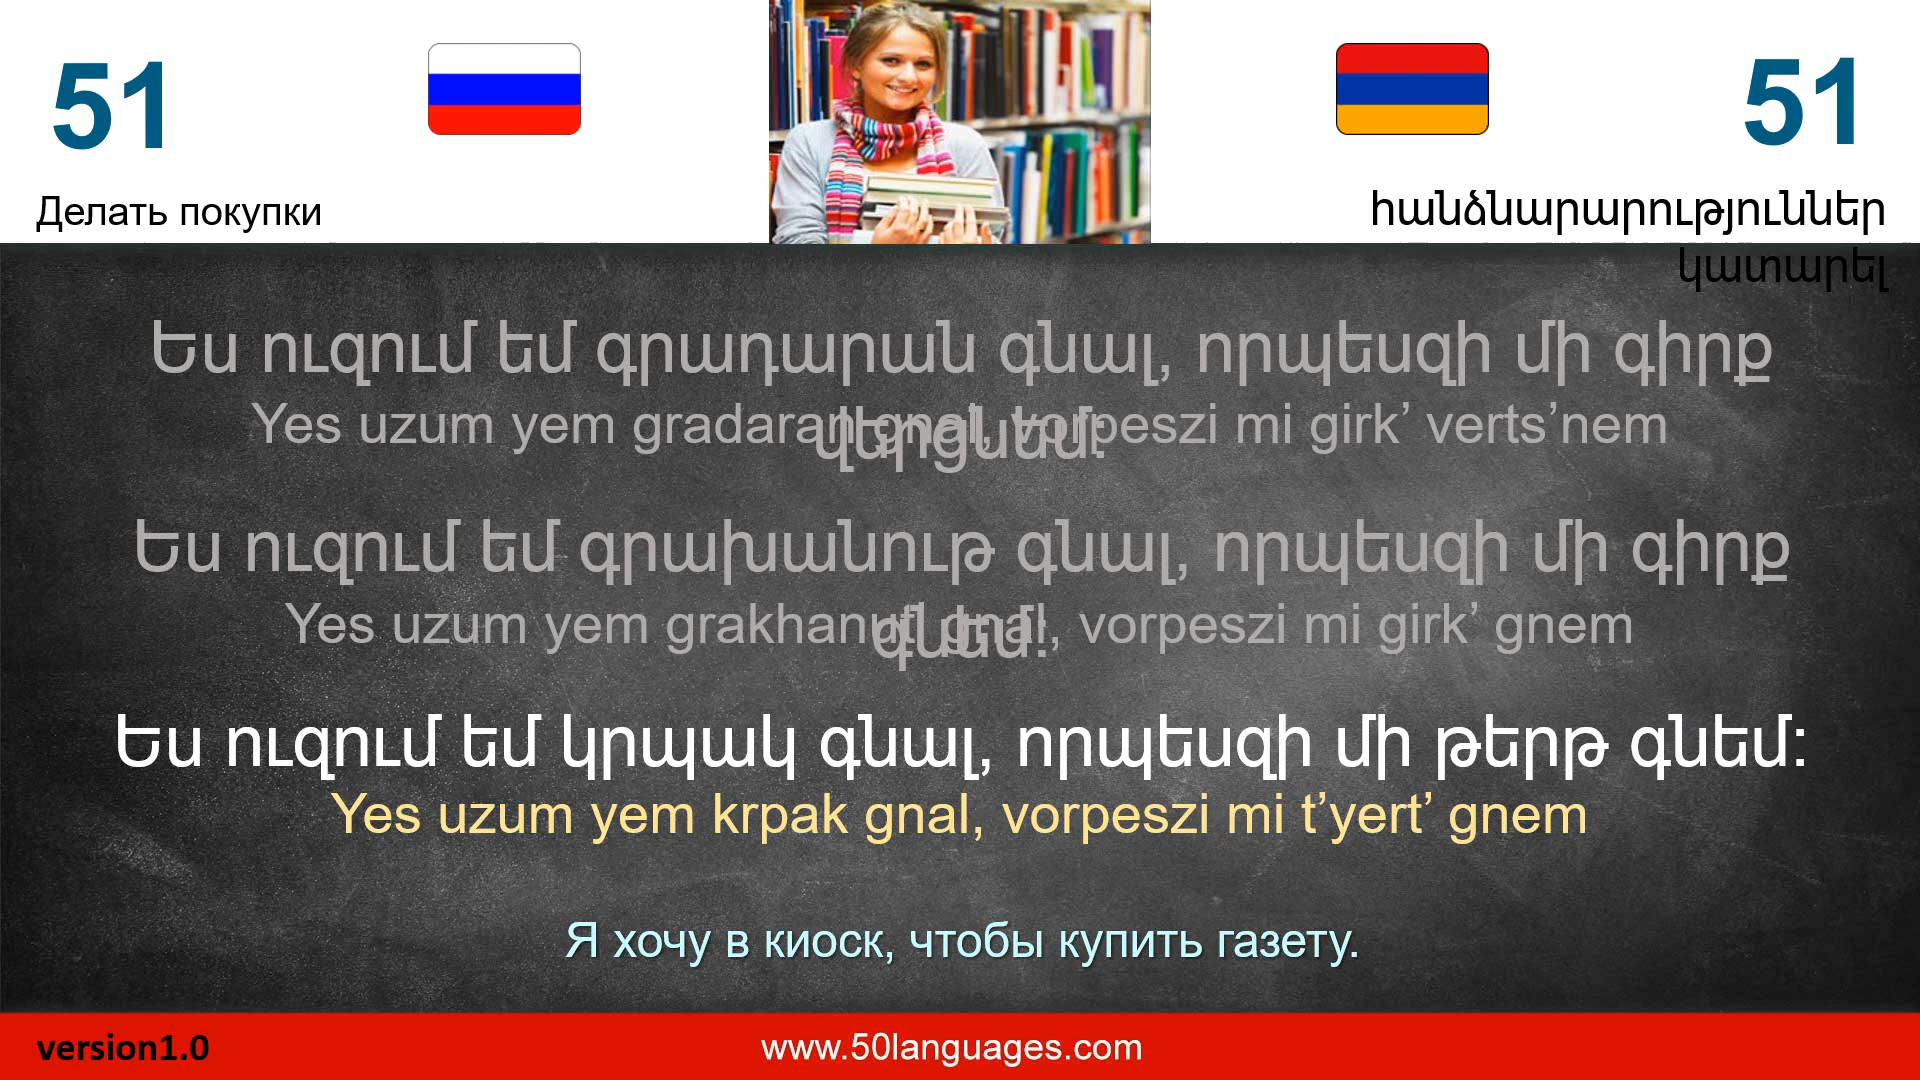 51
51
Делать покупки
հանձնարարություններ
կատարել
Ես ուզում եմ գրադարան գնալ, որպեսզի մի գիրք
վերցնեմ:
Yes uzum yem gradaran gnal, vorpeszi mi girk’ verts’nem
Ես ուզում եմ գրախանութ գնալ, որպեսզի մի գիրք
գնեմ:
Yes uzum yem grakhanut’ gnal, vorpeszi mi girk’ gnem
Ես ուզում եմ կրպակ գնալ, որպեսզի մի թերթ գնեմ:
Yes uzum yem krpak gnal, vorpeszi mi t’yert’ gnem
Я хочу в киоск, чтобы купить газету.
version1.0
www.50languages.com